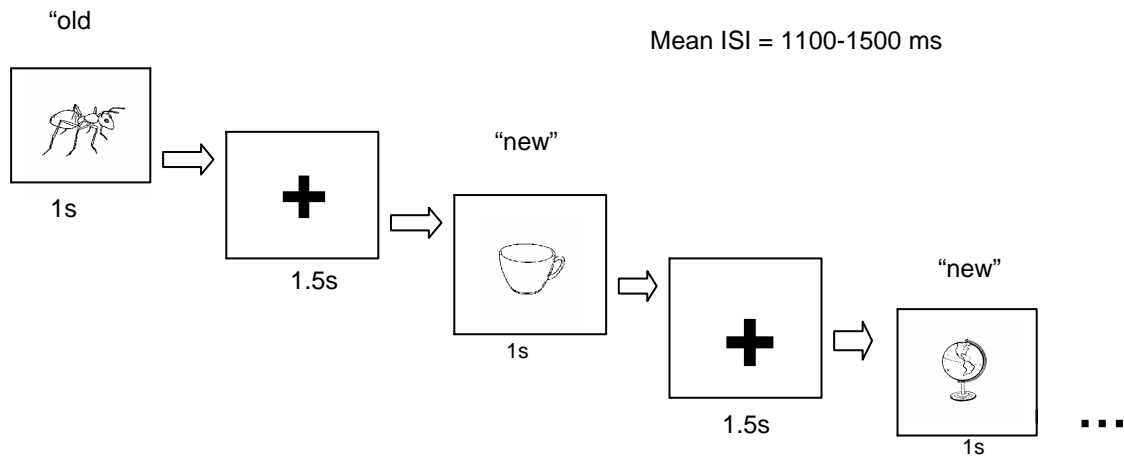 “old
Mean ISI = 1100-1500 ms
1s
“new”
1.5s
1s
“new”
1.5s
1s
...